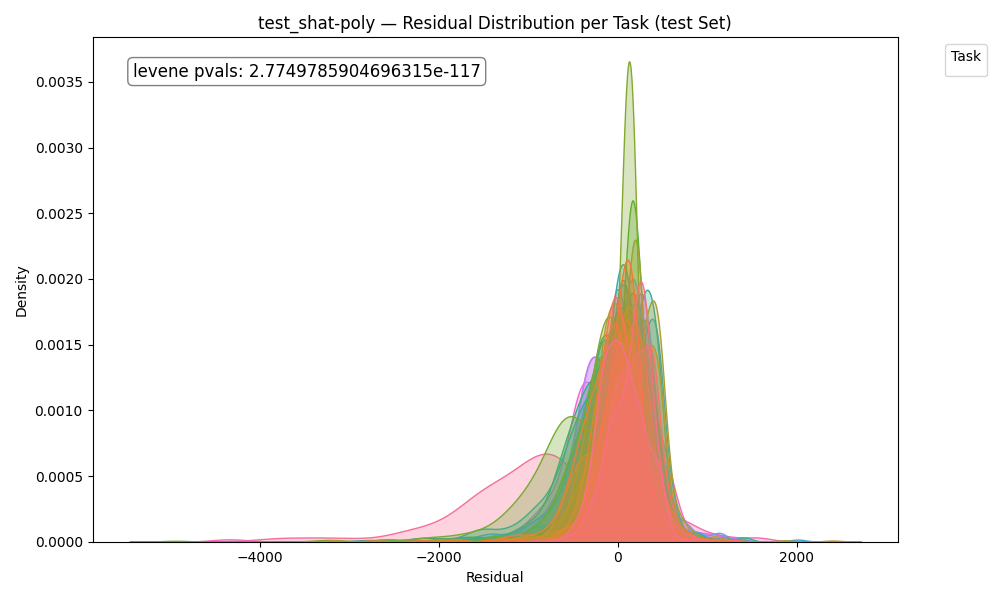 test_shat-poly — Residual Distribution per Task (test Set)
levene pvals: 2.7749785904696315e-117
Task
0.0035
0.0030
0.0025
0.0020
0.0015
0.0010
0.0005
0.0000
Density
−4000
−2000
0
2000
Residual